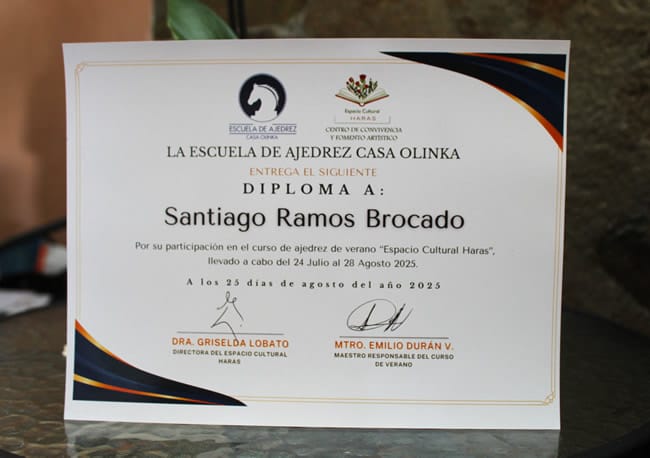 ESCUELA DE AJEDREZ
CASA OLINKA
Espacio Cultural
HARAS
CENTRO DE CONVIVENCIA
Y FOMENTO ARTÍSTICO
LA ESCUELA DE AJEDREZ CASA OLINKA
ENTREGA EL SIGUIENTE
DIPLOMA A:
Santiago Ramos Brocado
Por su participación en el curso de ajedrez de verano “Espacio Cultural Haras”,
llevado a cabo del 24 Julio al 28 Agosto 2025.
A los 25 días de agosto del año 2025
DRA. GRISELDA LOBATO
DIRECTORA DEL ESPACIO CULTURAL
HARAS
MTRO. EMILIO DURÁN V.
MAESTRO RESPONSABLE DEL CURSO
DE VERANO